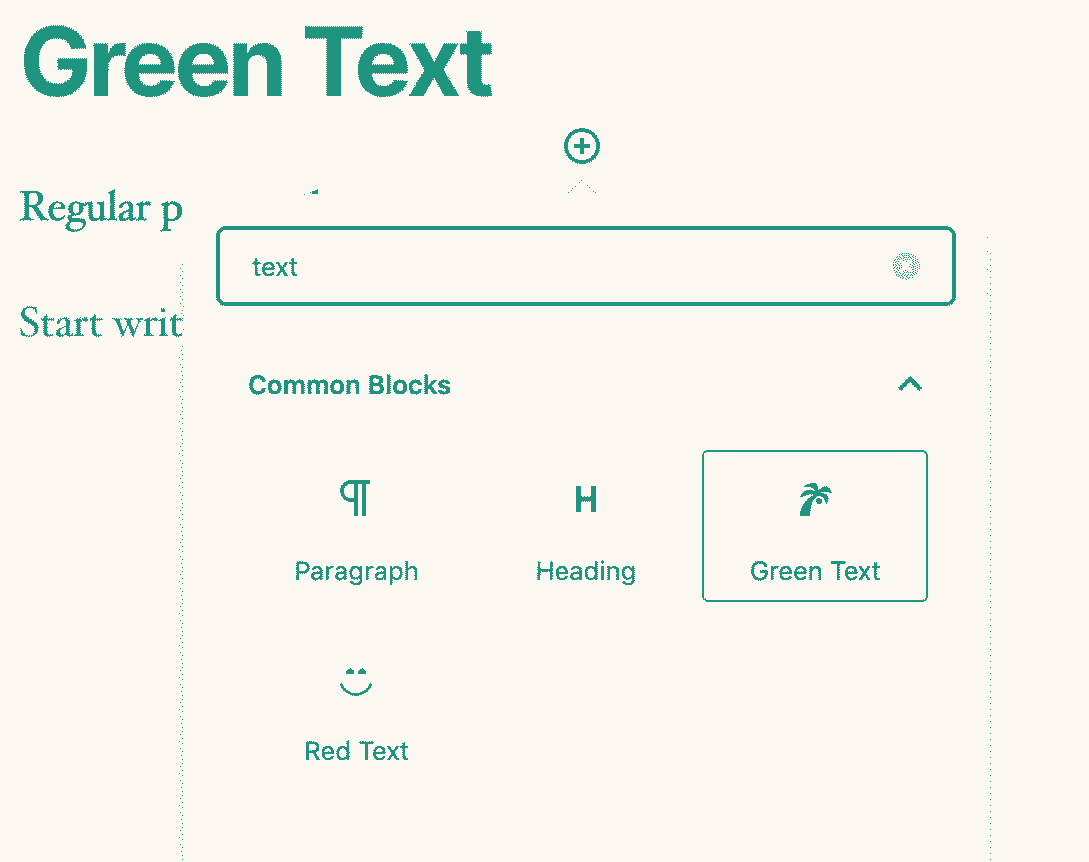 Green Text
Regular p
text
Start writ
Common Blocks
Paragraph
Heading
Green Text
Red Text